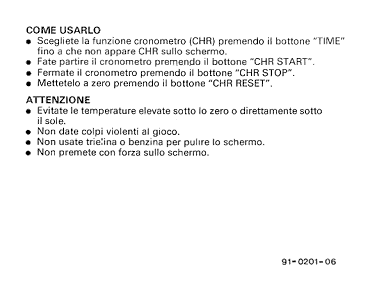 COME USARLO
● Scegliete la funzione cronometro (CHR) premendo il bottone "TIME"
fino a che non appare CHR sullo schermo.
● Fate partire il cronometro premendo il bottone "CHR START".
● Fermate il cronometro premendo il bottone "CHR STOP".
● Mettetelo a zero premendo il bottone "CHR RESET".
ATTENZIONE
● Evitate le temperature elevate sotto lo zero o direttamente sotto
il sole.
● Non date colpi violenti al gioco.
● Non usate trielina o benzina per pulire lo schermo.
● Non premete con forza sullo schermo.
91-0201-06